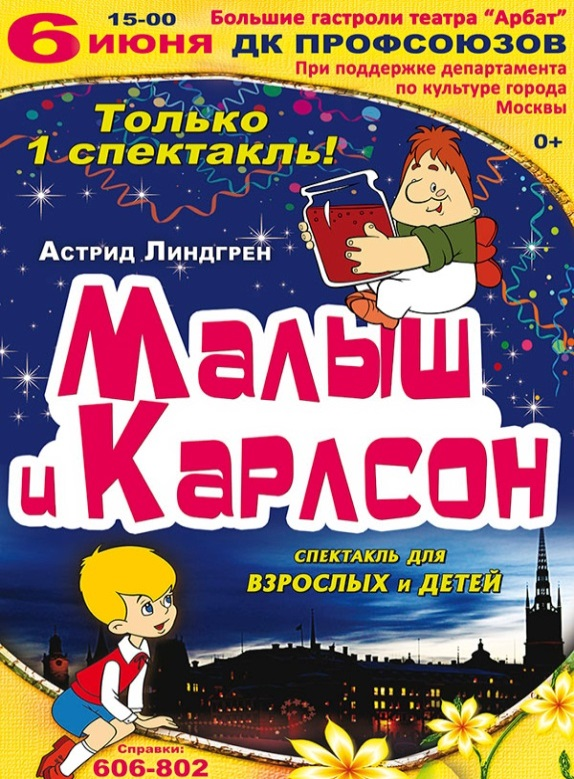 6 июня
15-00
Большие гастроли театра "Арбат"
ДК ПРОФСОЮЗОВ
При поддержке департамента
по культуре города
Москвы
0+
Только
1 спектакль!
Астрид Линдгрен
Малыш
и Карлсон
спектакль для
взрослых и детей
Справки:
606-802